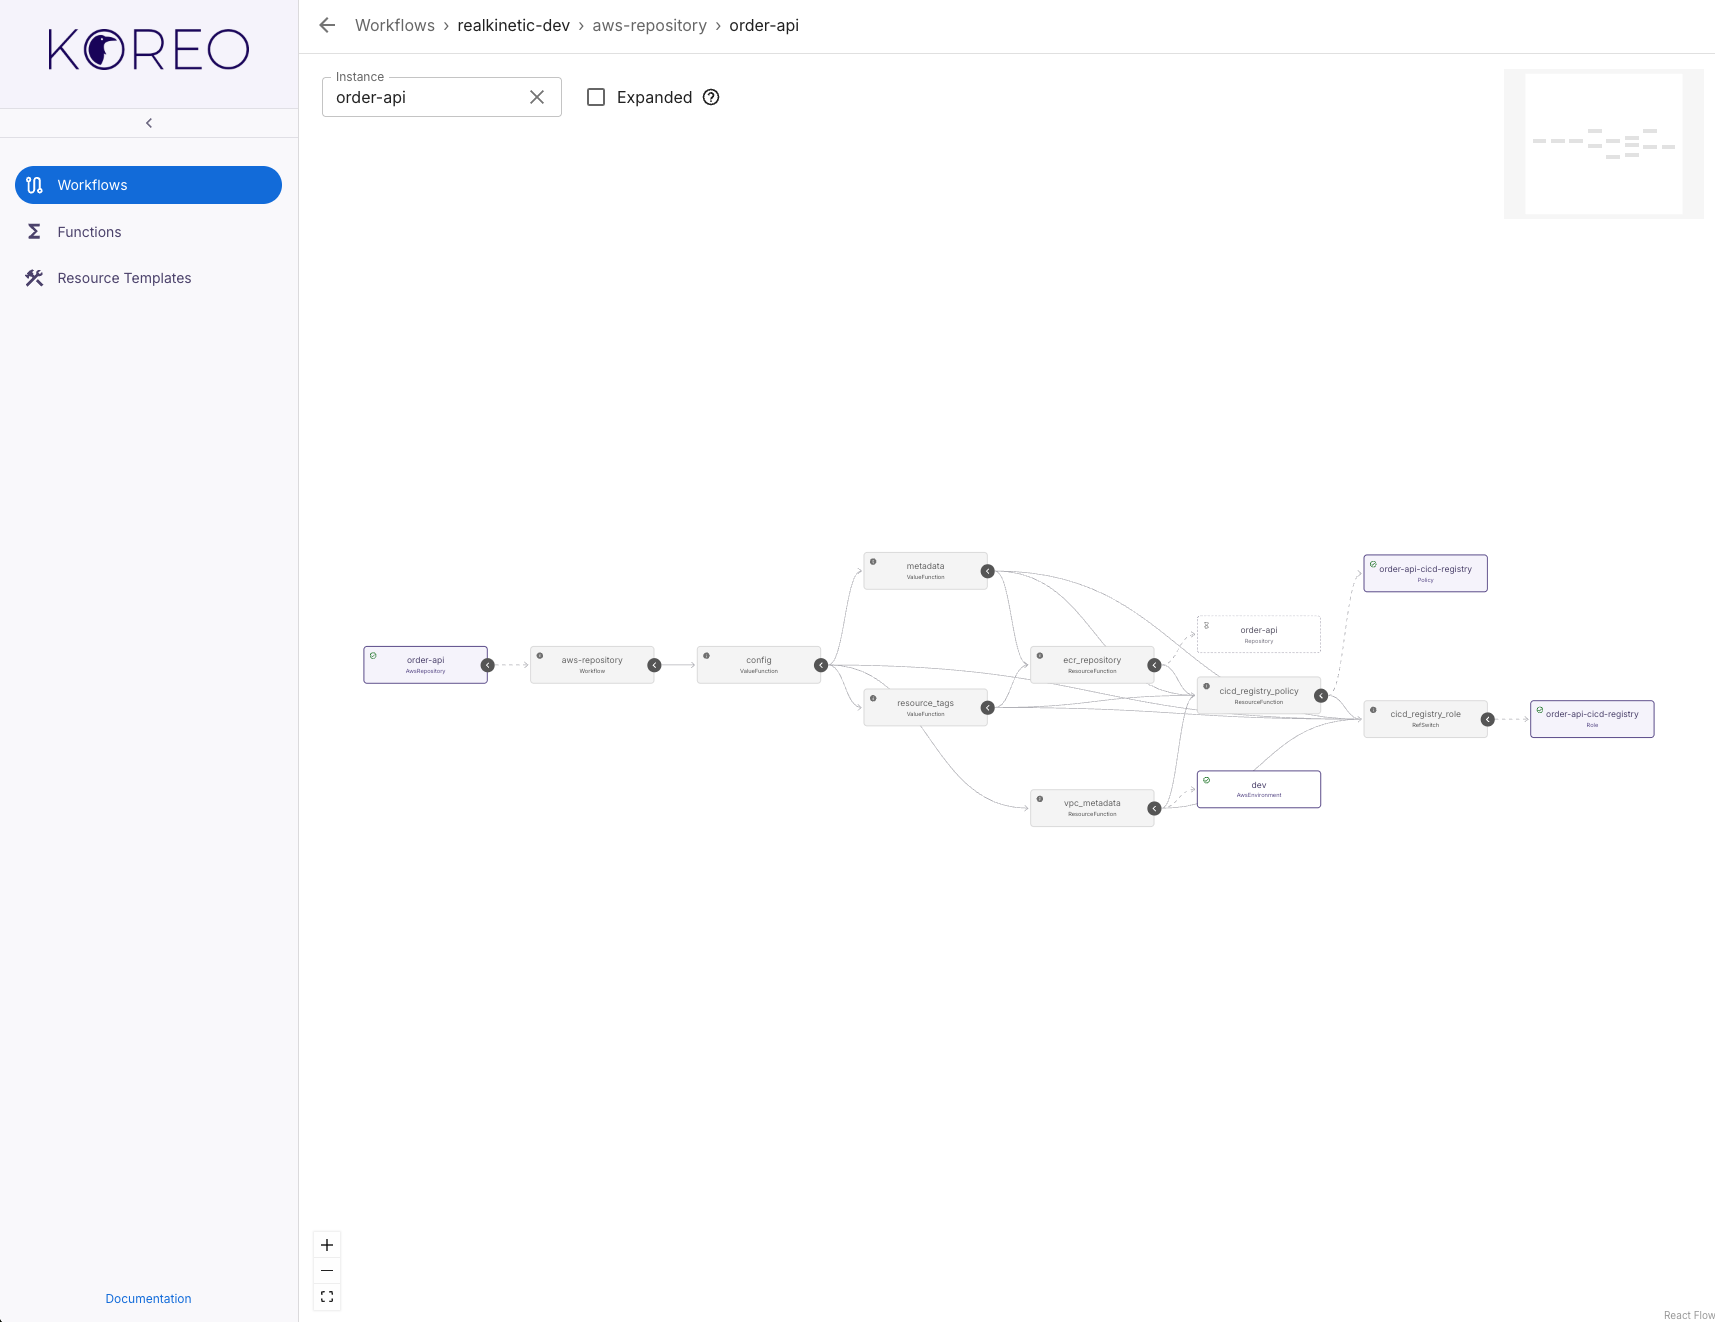 KOREO
Workflows
Functions
Resource Templates
Documentation
Workflows › realkinetic-dev › aws-repository › order-api
Instance
order-api
Expanded
order-api
AwsRepository
aws-repository
Workflow
config
ValueFunction
metadata
ValueFunction
resource_tags
ValueFunction
ecr_repository
ResourceFunction
vpc_metadata
ResourceFunction
order-api
Repository
cicd_registry_policy
ResourceFunction
dev
AwsEnvironment
order-api-cicd-registry
Policy
cicd_registry_role
RefSwitch
order-api-cicd-registry
Role
React Flow